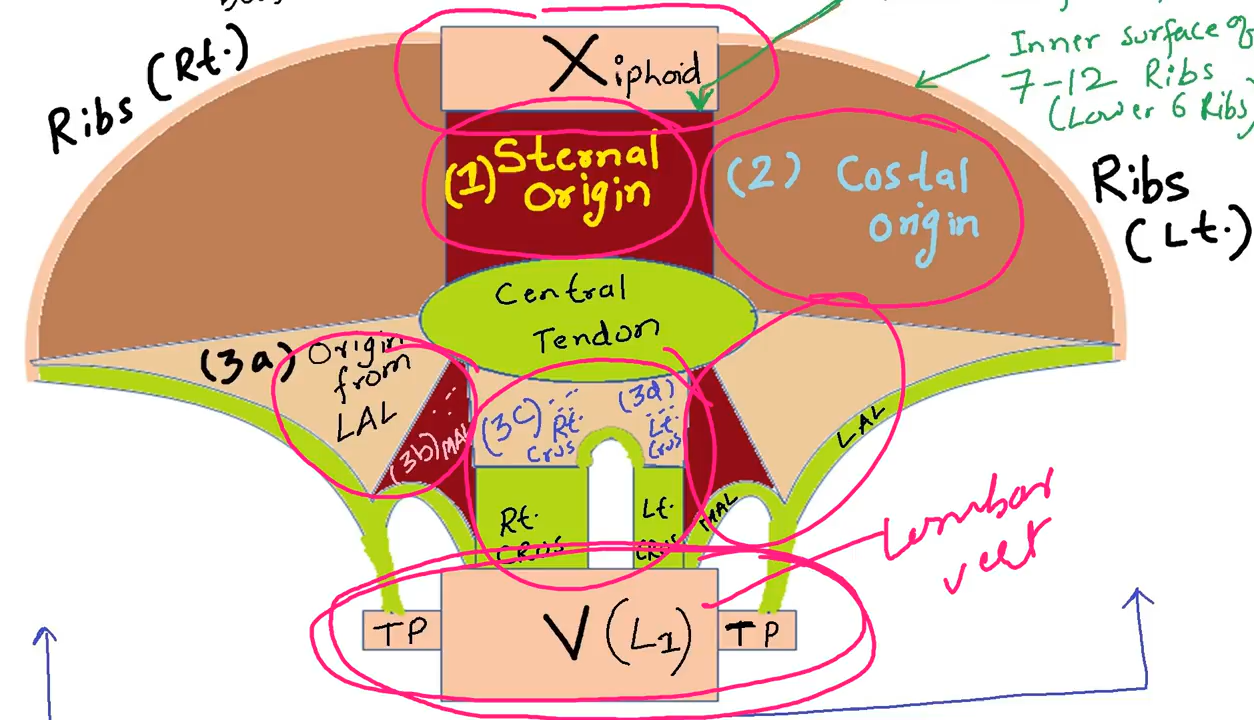 Xiphoid
Ribs (Rt.)
Inner surface of
7-12 Ribs
(Lower 6 Ribs)
Ribs
(Lt.)
(1) Sternal
Origin
(2) Costal
Origin
Central
Tendon
(3a) Origin
from
LAL
(3b) MAL
(3c) Rt.
Crus
(3d)
Lt.
Crus
LAL
MAL
Rt.
CRUS
Lt.
CRUS
Lumbar
vert
TP
V (L1)
TP